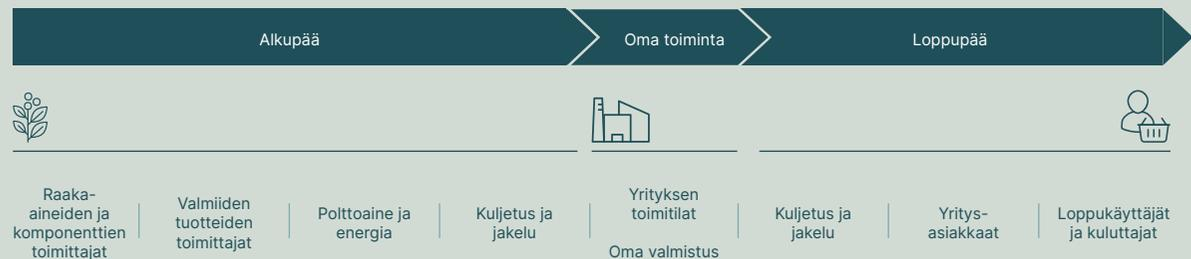 Alkupää
Oma toiminta
Loppupää
Raaka-
aineiden ja
komponenttien
toimittajat
Valmiiden
tuotteiden
toimittajat
Polttoaine ja
energia
Kuljetus ja
jakelu
Yrityksen
toimitilat
Oma valmistus
Kuljetus ja
jakelu
Yritys-
asiakkaat
Loppukäyttäjät
ja kuluttajat